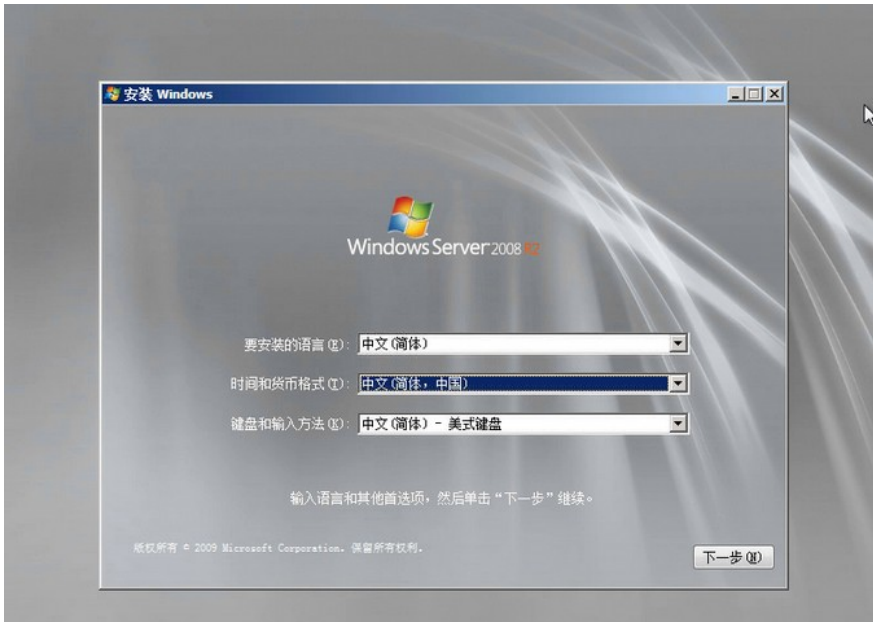 安装 Windows
Windows Server 2008 R2
要安装的语言(E): 中文(简体)
时间和货币格式(T): 中文(简体，中国)
键盘和输入方法(K): 中文(简体) - 美式键盘
输入语言和其他首选项，然后单击“下一步”继续。
版权所有 © 2009 Microsoft Corporation。保留所有权利。
下一步(N)